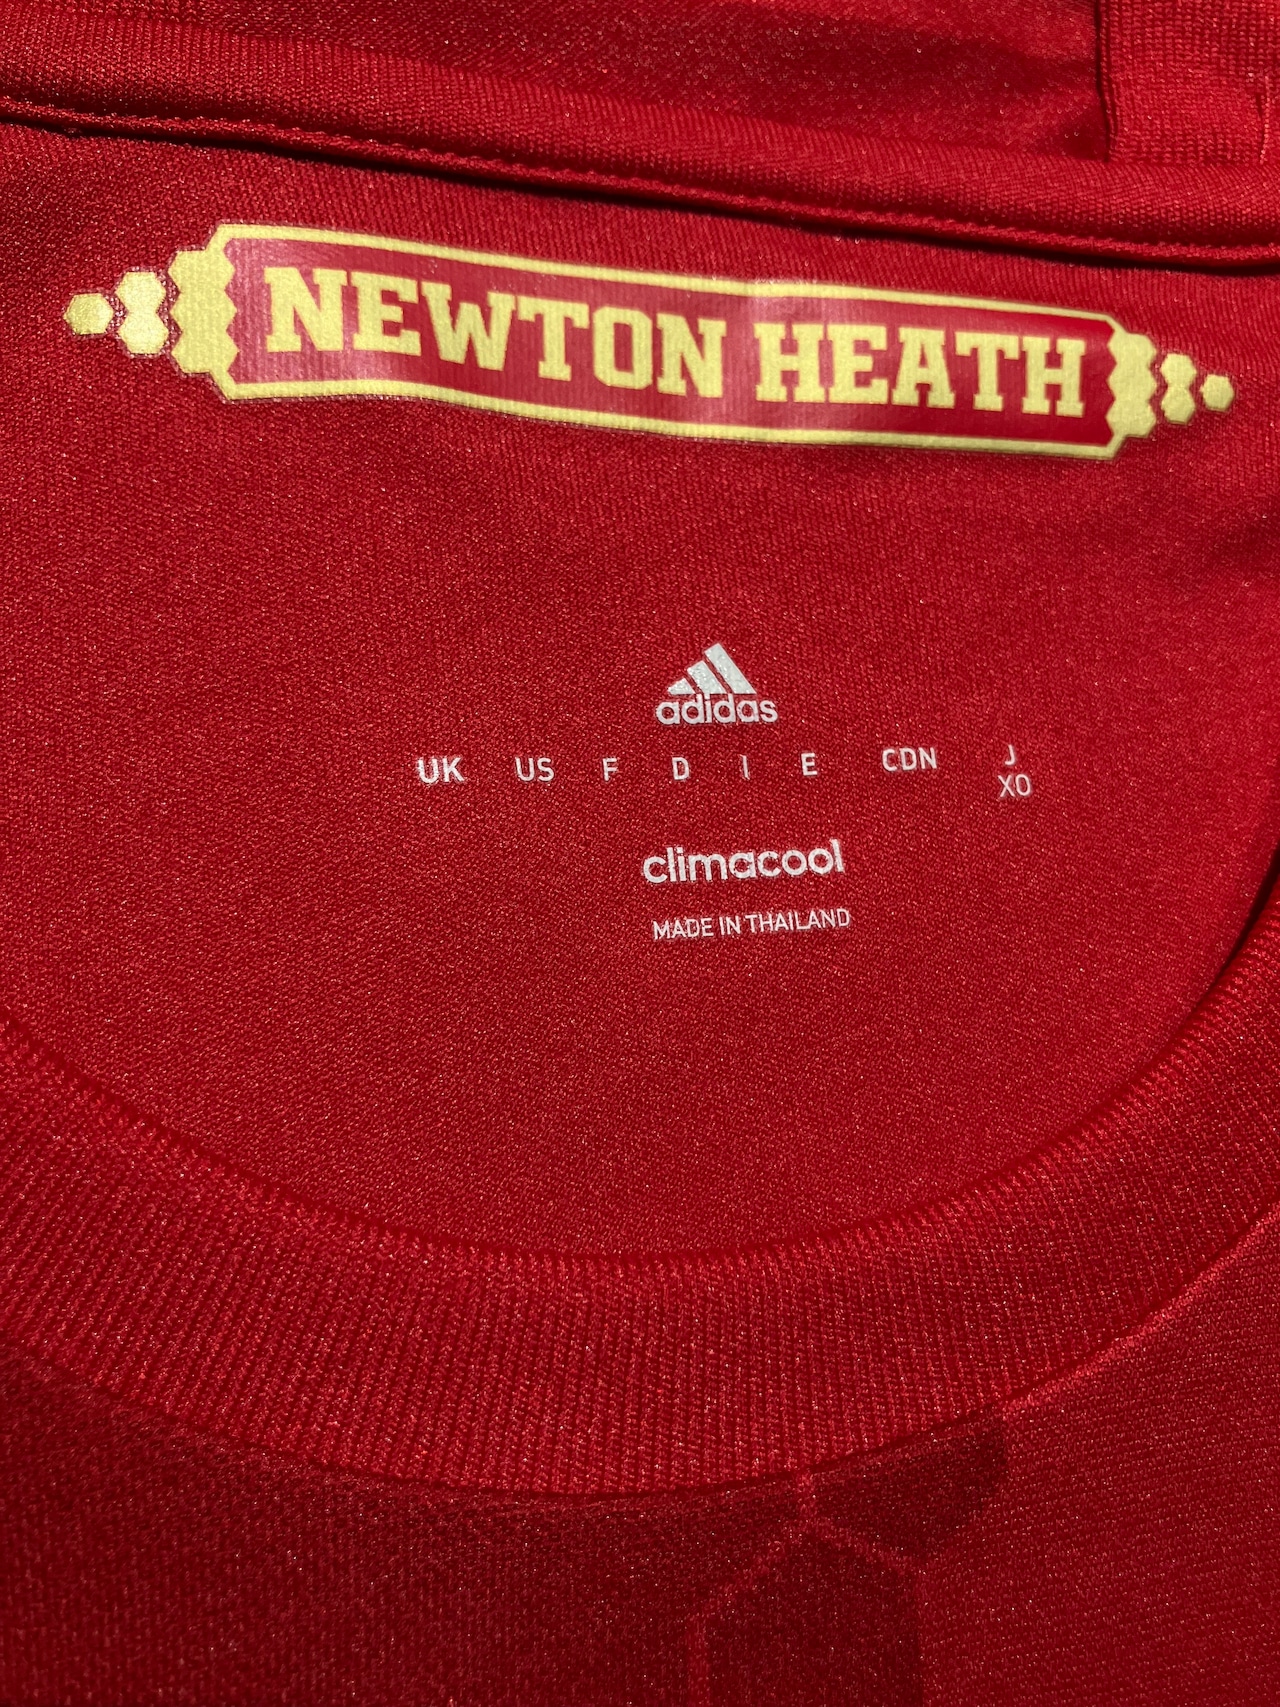 NEWTON HEATH
adidas
UK US F D I E CDN J
XO
climacool
MADE IN THAILAND